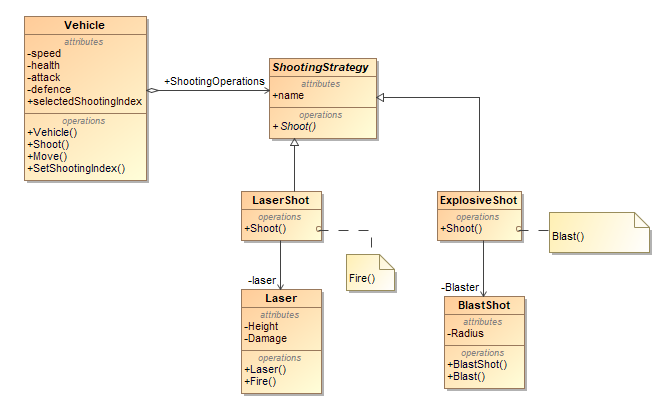 Vehicle
attributes
-speed
-health
-attack
-defence
+selectedShootingIndex
operations
+Vehicle()
+Shoot()
+Move()
+SetShootingIndex()
+ShootingOperations
ShootingStrategy
attributes
+name
operations
+ Shoot()
LaserShot
operations
+Shoot()
Fire()
ExplosiveShot
operations
+Shoot()
Blast()
-laser
Laser
attributes
-Height
-Damage
operations
+Laser()
+Fire()
-Blaster
BlastShot
attributes
-Radius
operations
+BlastShot()
+Blast()